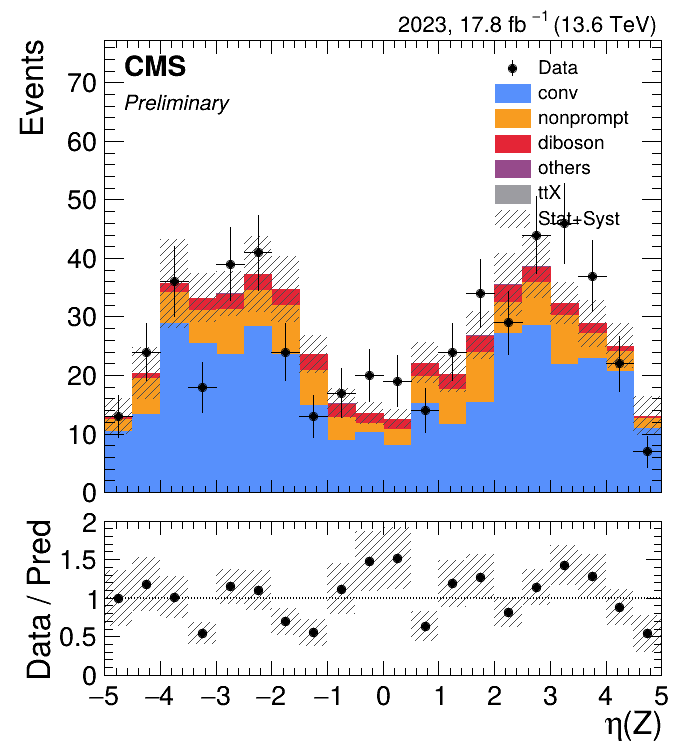 2023, 17.8 fb⁻¹ (13.6 TeV)
CMS
Preliminary
Events
70
60
50
40
30
20
10
0
Data
conv
nonprompt
diboson
others
ttX
Stat+Syst
Data / Pred
2
1.5
1
0.5
0
−5 −4 −3 −2 −1 0 1 2 3 4 5
η(Z)